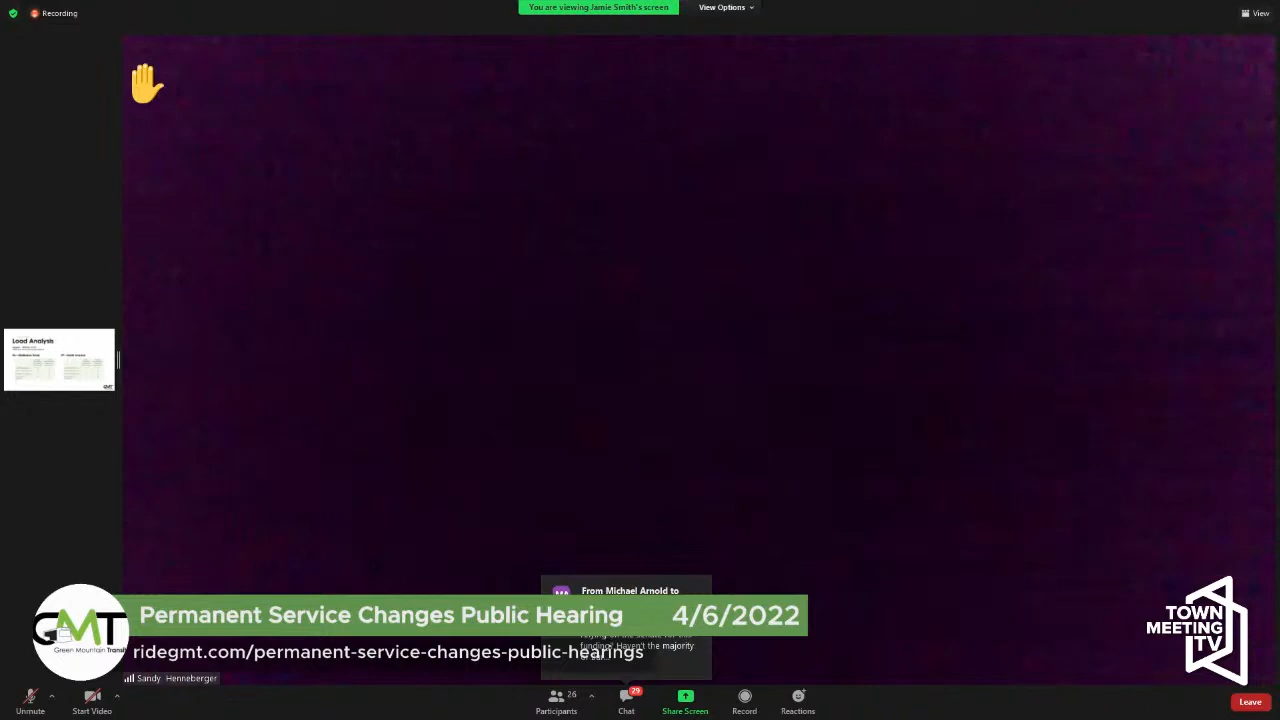 Recording
You are viewing Jamie Smith's screen
View Options
View
Load Analysis
GMT
From Michael Arnold to
MA
Permanent Service Changes Public Hearing 4/6/2022
GMT
Green Mountain Transit
funding? Haven't the majority
ridegmt.com/permanent-service-changes-public-hearings
TOWN
MEETING
TV
Sandy Henneberger
Unmute
Start Video
26
Participants
29
Chat
Share Screen
Record
Reactions
Leave